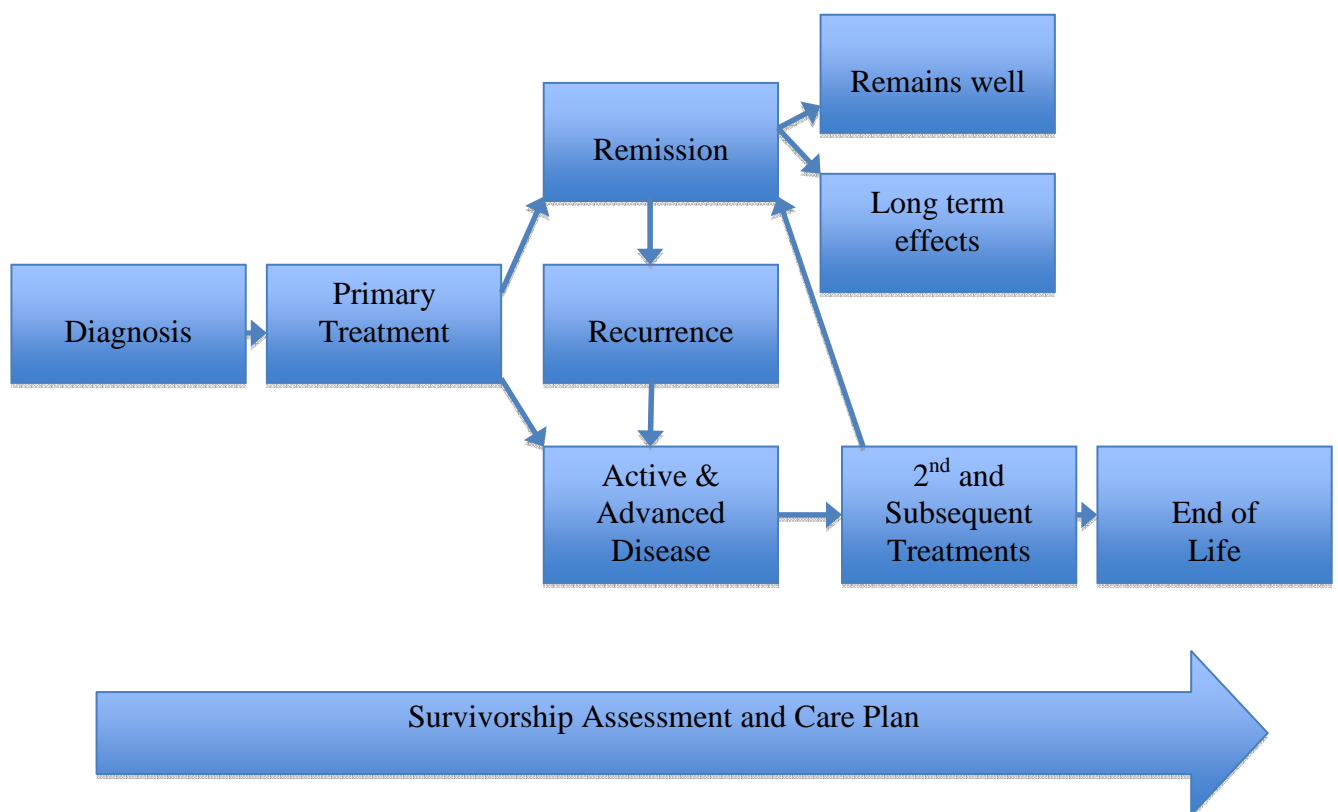 Remains well
Remission
Long term
effects
Diagnosis
Primary
Treatment
Recurrence
Active &
Advanced
Disease
2nd and
Subsequent
Treatments
End of
Life
Survivorship Assessment and Care Plan